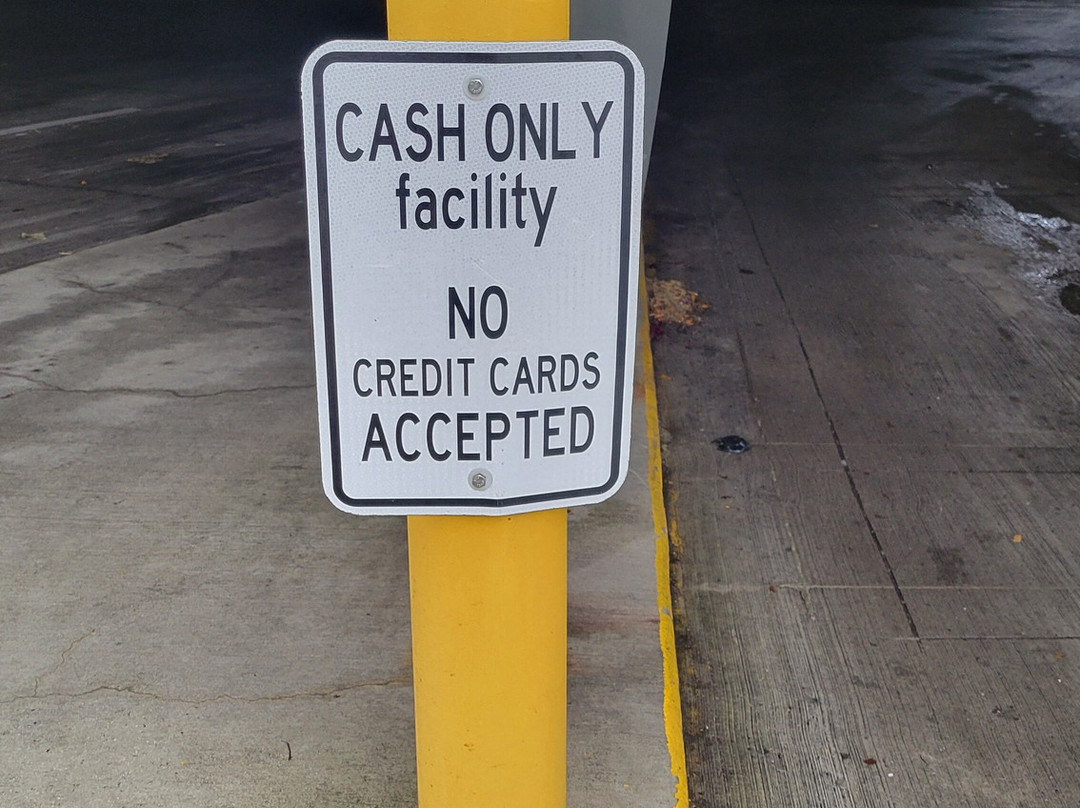 CASH ONLY
facility
NO
CREDIT CARDS
ACCEPTED